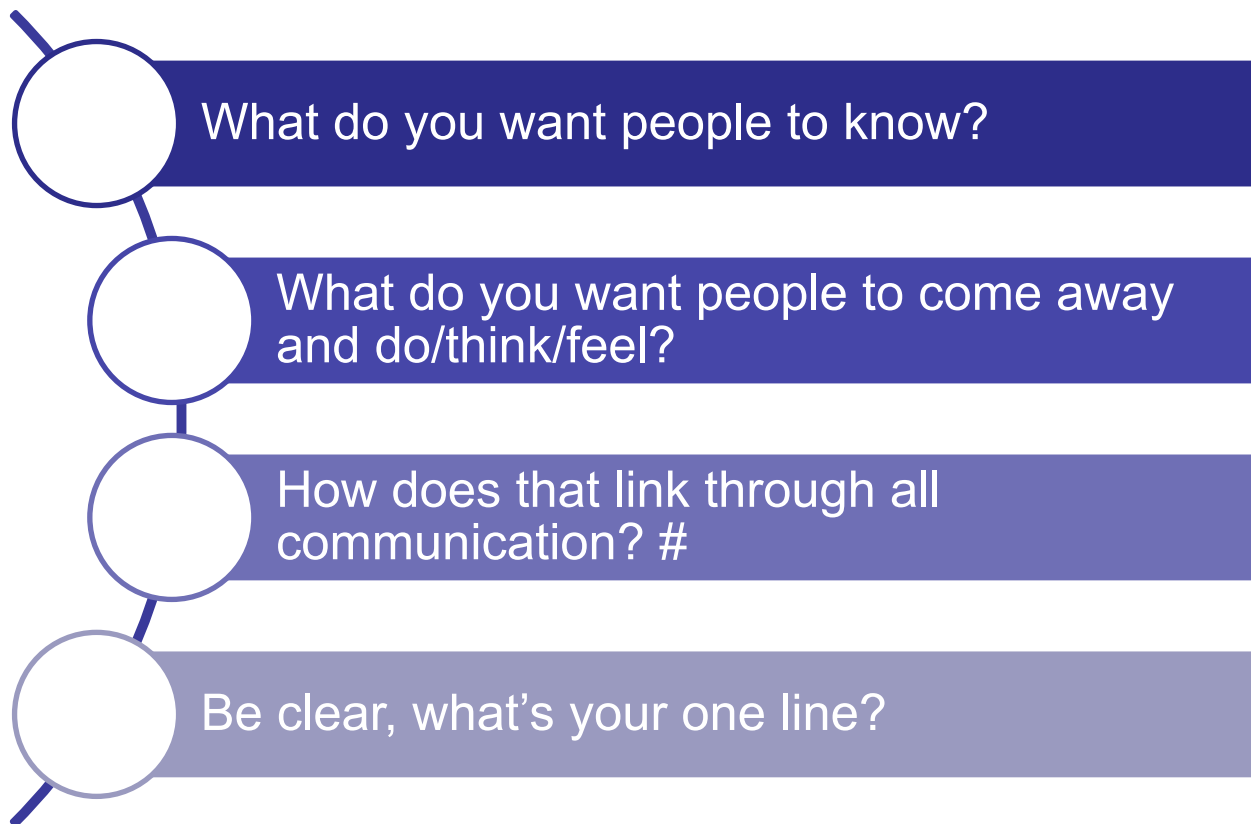 What do you want people to know?
What do you want people to come away
and do/think/feel?
How does that link through all
communication? #
Be clear, what’s your one line?